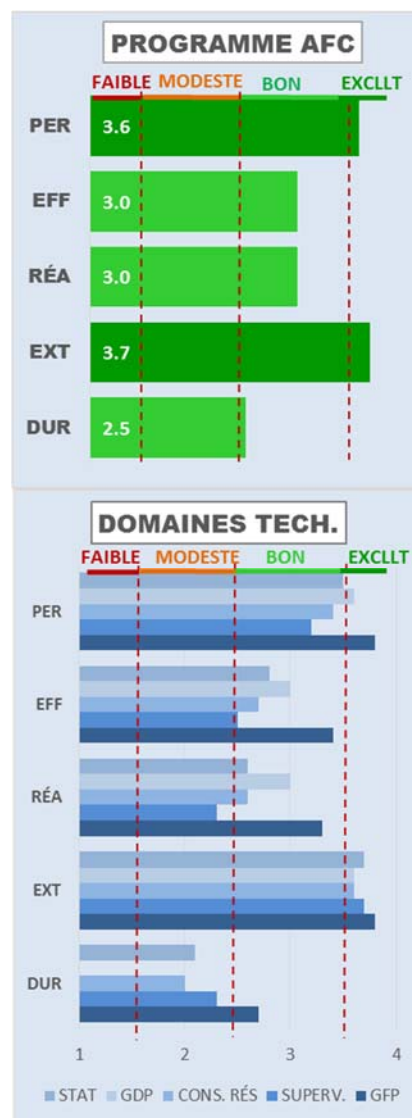 PROGRAMME AFC
FAIBLE MODESTE BON EXCLLT
PER 3.6
EFF 3.0
RÉA 3.0
EXT 3.7
DUR 2.5
DOMAINES TECH.
FAIBLE MODESTE BON EXCLLT
PER
EFF
RÉA
EXT
DUR
1 2 3 4
STAT GDP CONS. RÉS SUPERV. GFP